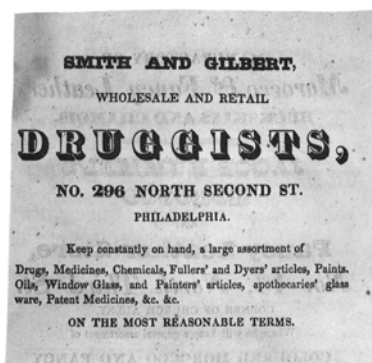 SMITH AND GILBERT,
WHOLESALE AND RETAIL
DRUGGISTS,
NO. 296 NORTH SECOND ST.
PHILADELPHIA.
Keep constantly on hand, a large assortment of
Drugs, Medicines, Chemicals, Fullers' and Dyers' articles, Paints.
Oils, Window Glass, and Painters' articles, apothecaries' glass
ware, Patent Medicines, &c. &c.
ON THE MOST REASONABLE TERMS.